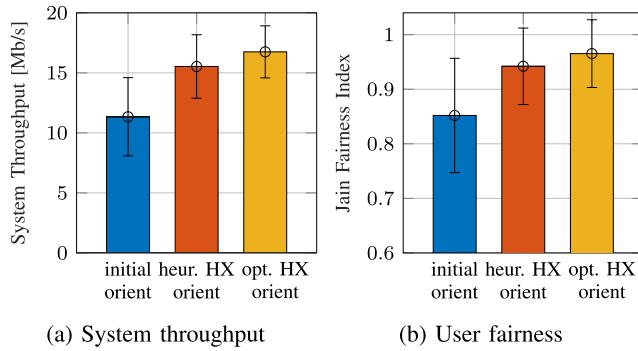 System Throughput [Mb/s]
20
15
10
5
0
initial orient
heur. HX orient
opt. HX orient
(a) System throughput
Jain Fairness Index
1
0.9
0.8
0.7
0.6
initial orient
heur. HX orient
opt. HX orient
(b) User fairness